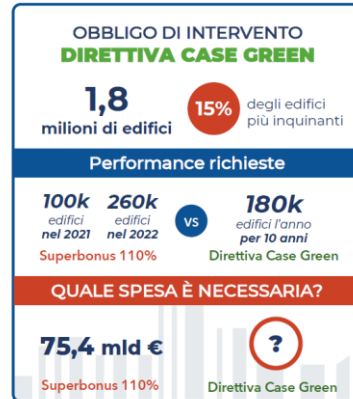 OBBLIGO DI INTERVENTO
DIRETTIVA CASE GREEN
1,8
milioni di edifici
15%
degli edifici
più inquinanti
Performance richieste
100k
edifici
nel 2021
260k
edifici
nel 2022
Superbonus 110%
VS
180k
edifici l'anno
per 10 anni
Direttiva Case Green
QUALE SPESA È NECESSARIA?
75,4 mld €
Superbonus 110%
?
Direttiva Case Green